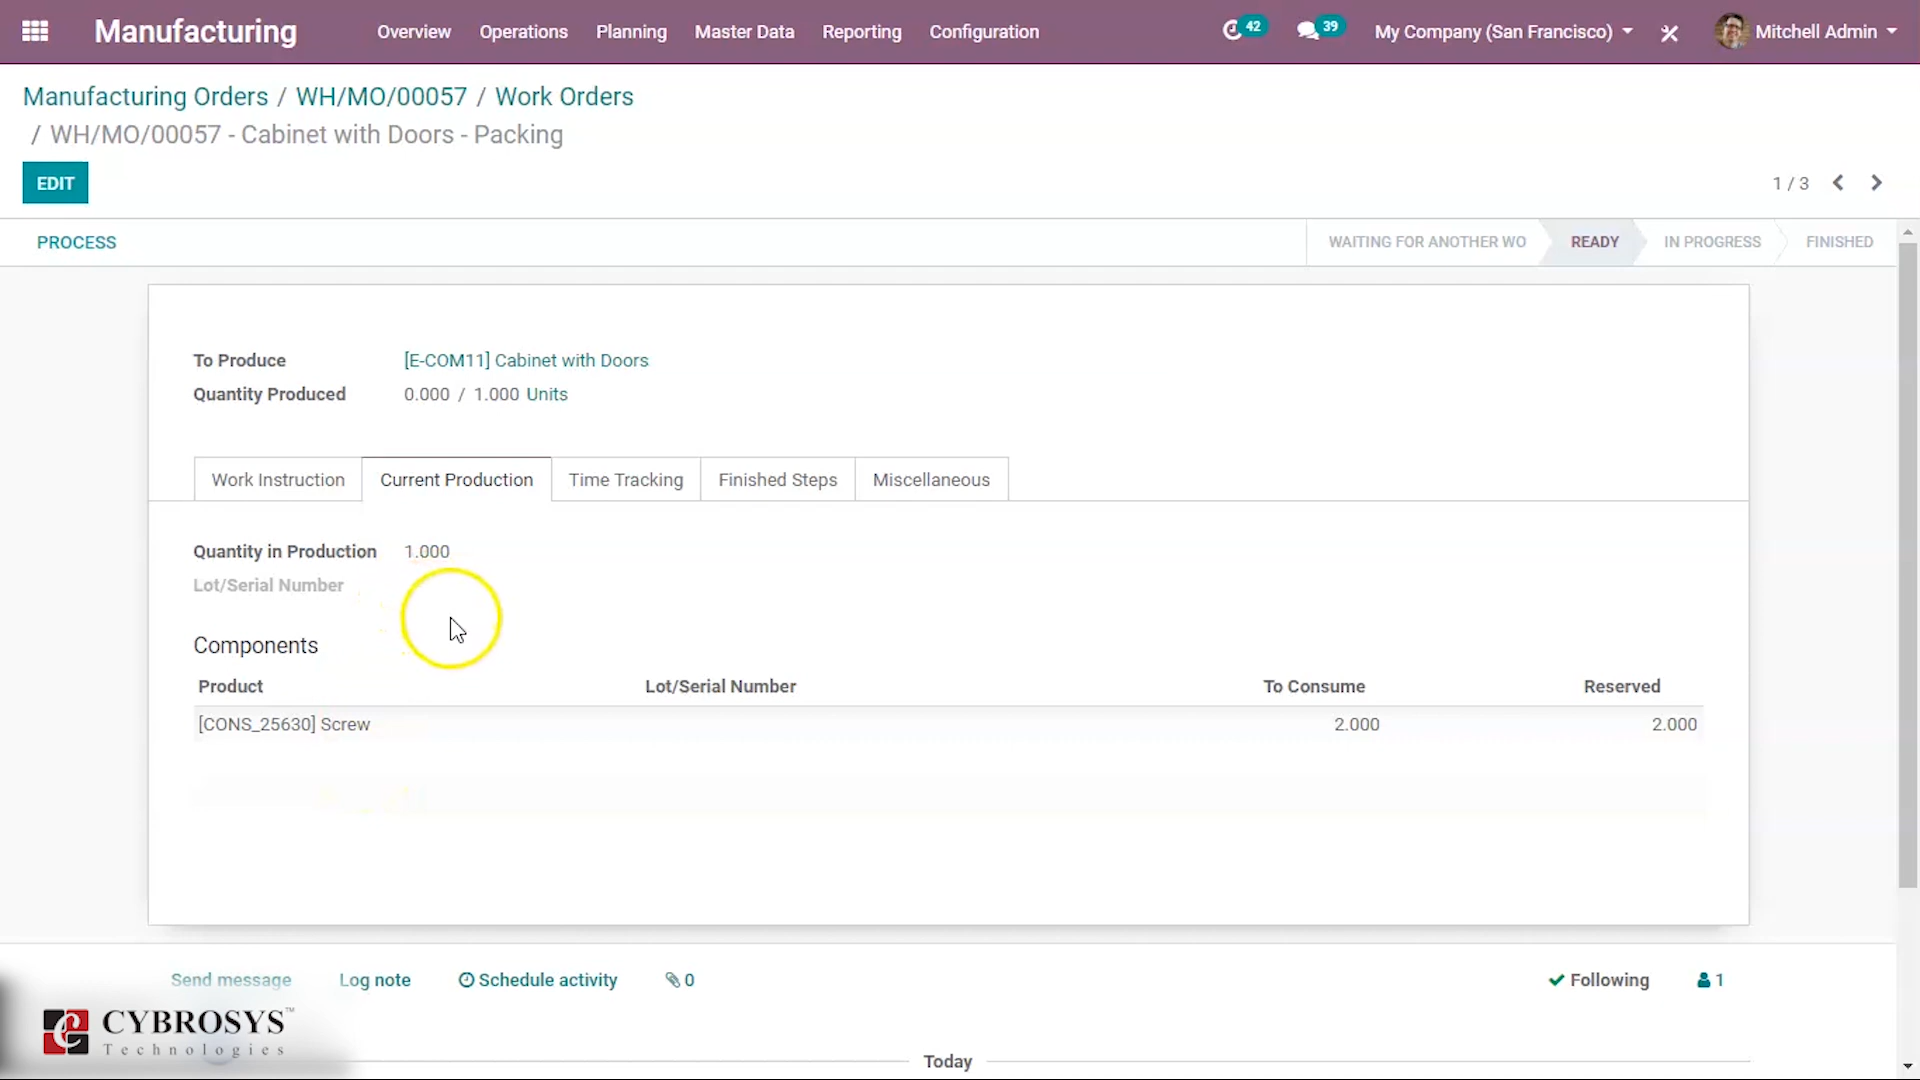 Manufacturing Overview Operations Planning Master Data Reporting Configuration 42 39 My Company (San Francisco) Mitchell Admin
Manufacturing Orders / WH/MO/00057 / Work Orders
/ WH/MO/00057 - Cabinet with Doors - Packing
EDIT 1 / 3
PROCESS WAITING FOR ANOTHER WO READY IN PROGRESS FINISHED
To Produce [E-COM11] Cabinet with Doors
Quantity Produced 0.000 / 1.000 Units
Work Instruction Current Production Time Tracking Finished Steps Miscellaneous
Quantity in Production 1.000
Lot/Serial Number
Components
Product Lot/Serial Number To Consume Reserved
[CONS_25630] Screw 2.000 2.000
Send message Log note Schedule activity 0 Following 1
CYBROSYS™
Technologies
Today